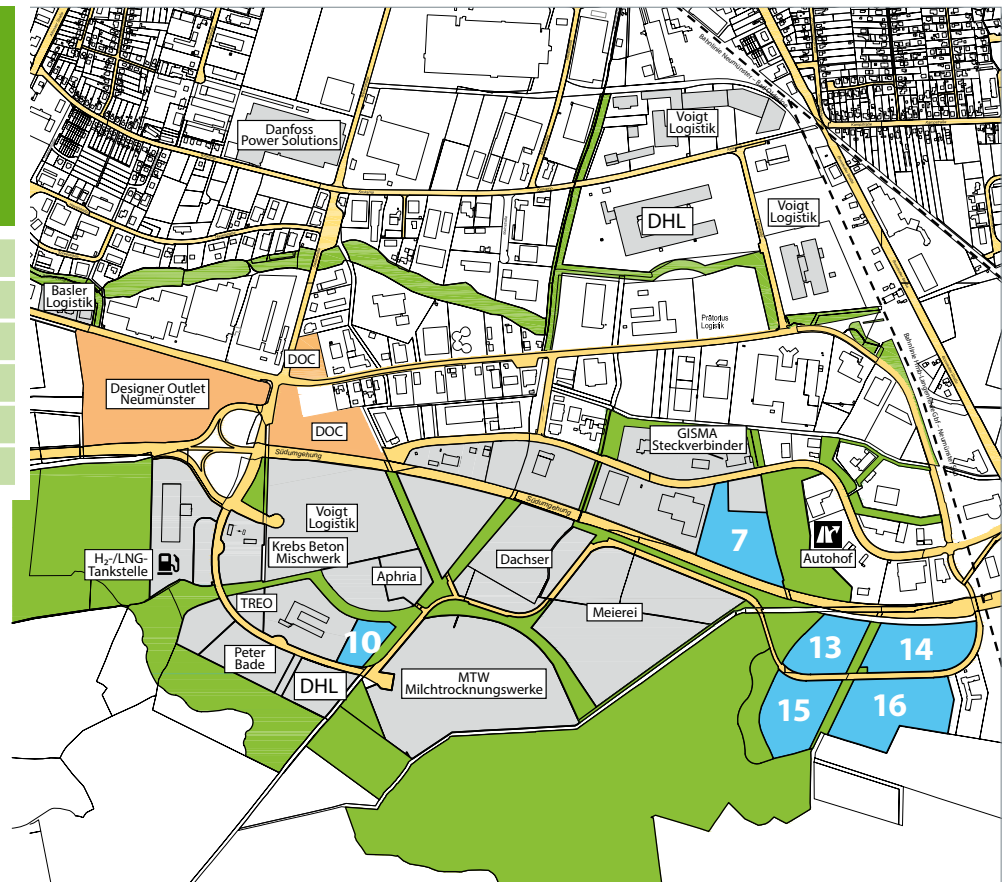 Voigt
Logistik
Danfoss
Power Solutions
DHL
Voigt
Logistik
Basler
Logistik
Prätorius
Logistik
DOC
Designer Outlet
Neumünster
DOC
GISMA
Steckverbinder
Südumgehung
Südumgehung
Voigt
Logistik
7
Autohof
H₂-/LNG-
Tankstelle
Krebs Beton
Mischwerk
Dachser
Aphria
TREO
Meierei
10
13
14
Peter
Bade
DHL
MTW
Milchtrocknungswerke
15
16